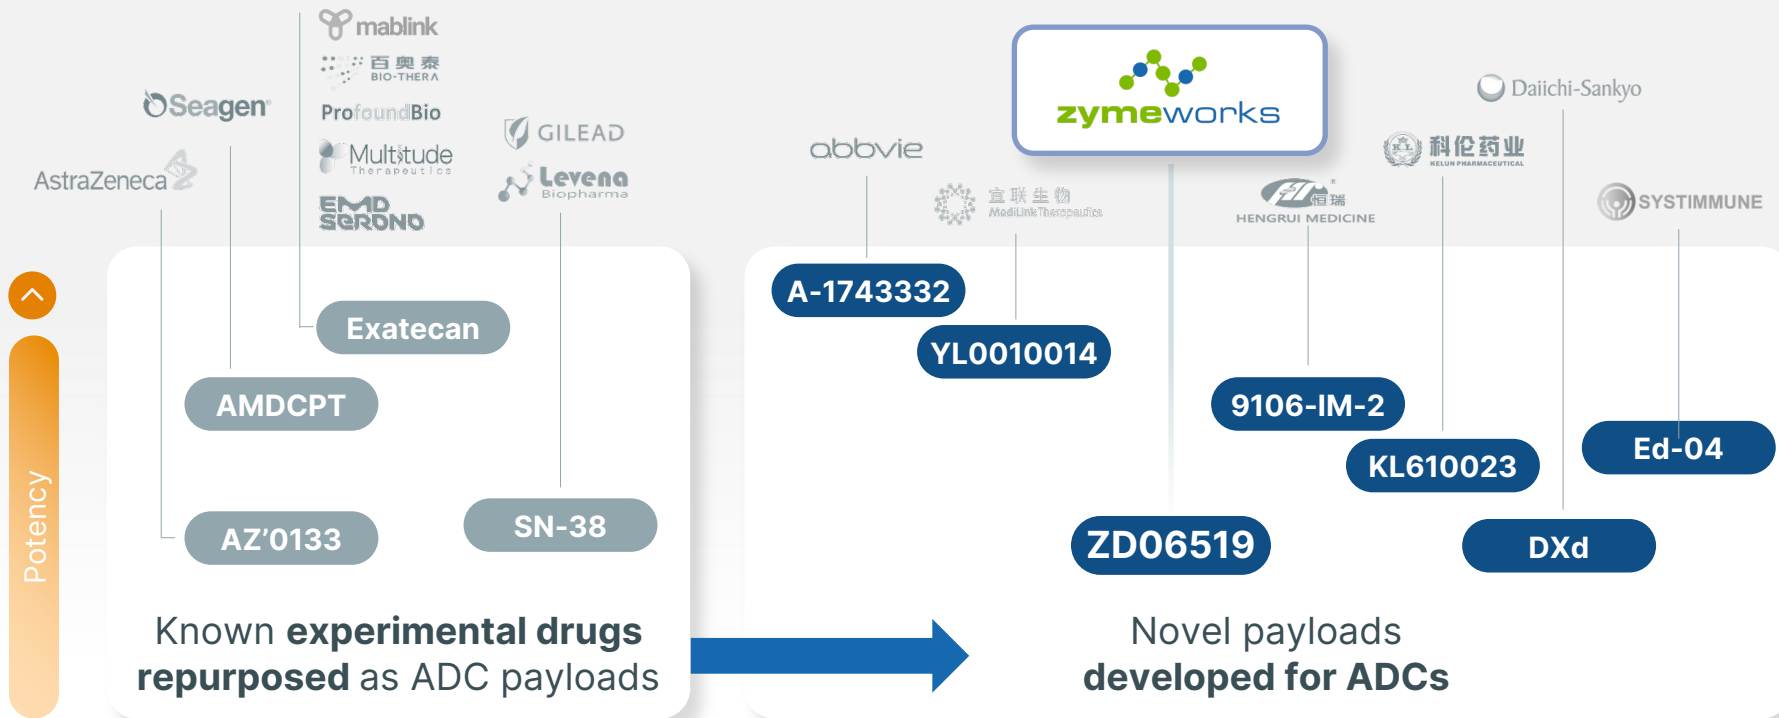 mablink
百奥泰
BIO-THERA
Seagen®
ProfoundBio
GILEAD
Multitude
Therapeutics
AstraZeneca
Levena
Biopharma
EMD
SERONO
zymeworks
Daiichi-Sankyo
abbvie
科伦药业
KELUN PHARMACEUTICAL
宜联生物
MediLink Therapeutics
恒瑞
HENGRUI MEDICINE
SYSTIMMUNE
Potency
Exatecan
AMDCPT
AZ’0133
SN-38
Known experimental drugs
repurposed as ADC payloads
A-1743332
YL0010014
9106-IM-2
KL610023
Ed-04
ZD06519
DXd
Novel payloads
developed for ADCs